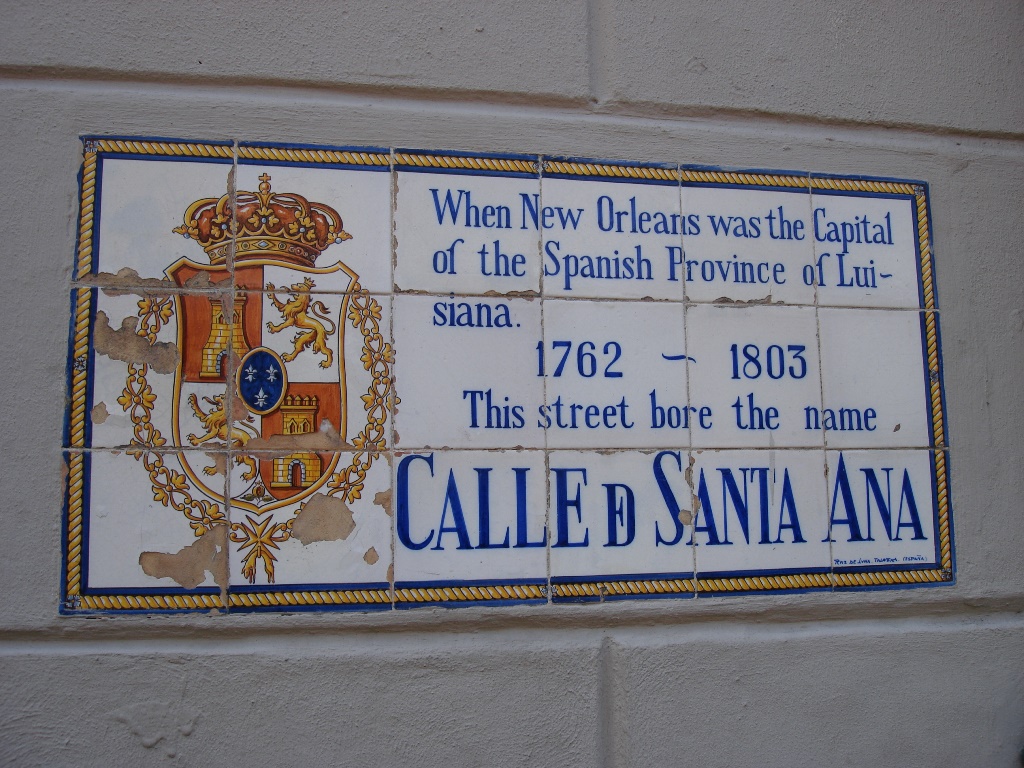 When New Orleans was the Capital
of the Spanish Province of Lui-
siana.
1762 ~ 1803
This street bore the name
CALLE DE SANTA ANA